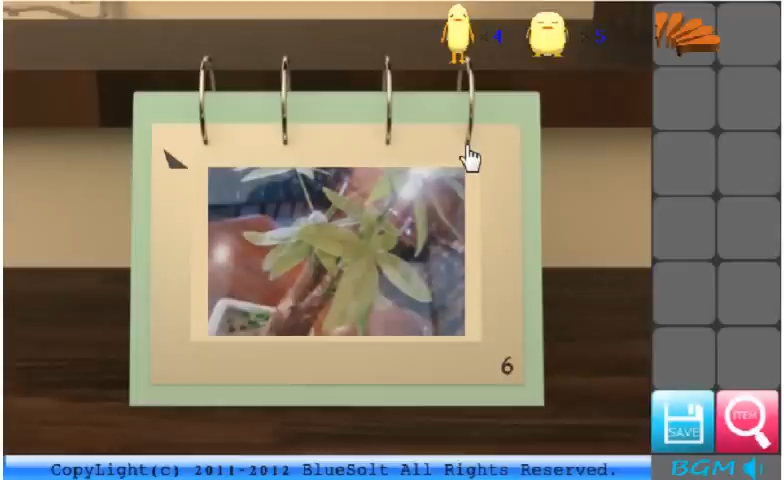 ×4 ×5
6
SAVE ITEM
CopyLight(c) 2011-2012 BlueSolt All Rights Reserved.
BGM